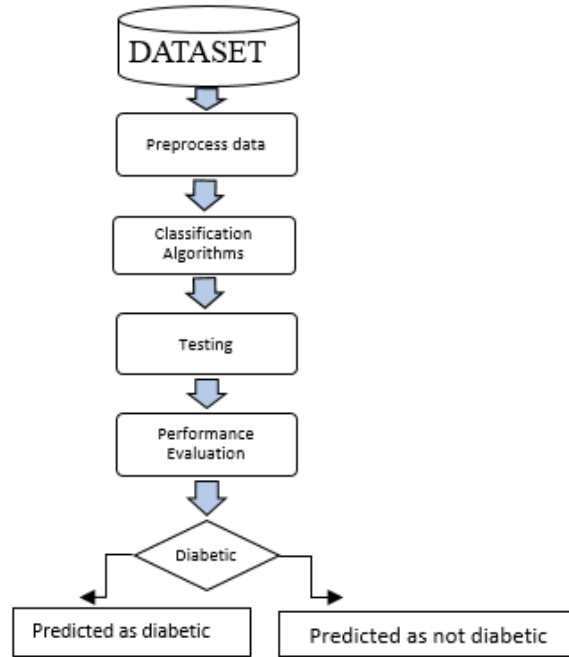 DATASET
Preprocess data
Classification
Algorithms
Testing
Performance
Evaluation
Diabetic
Predicted as diabetic
Predicted as not diabetic